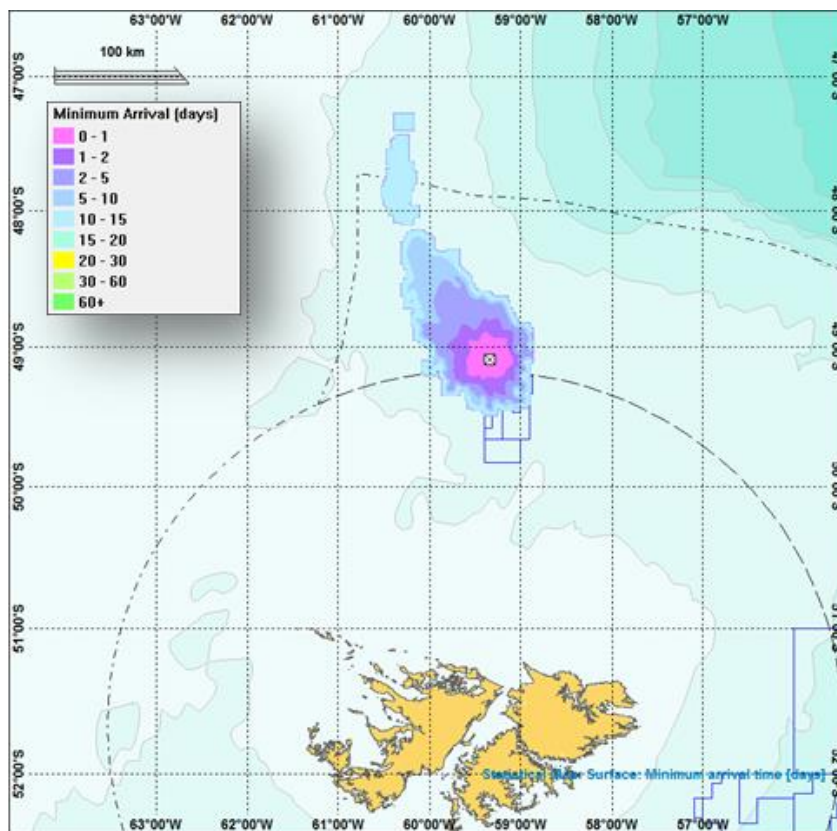 63°00'W 62°00'W 61°00'W 60°00'W 59°00'W 58°00'W 57°00'W
100 km
47°00'S
Minimum Arrival (days)
0 - 1
1 - 2
2 - 5
5 - 10
10 - 15
15 - 20
20 - 30
30 - 60
60+
48°00'S
49°00'S
50°00'S
51°00'S
52°00'S
Surface: Minimum arrival time [days]
63°00'W 62°00'W 61°00'W 60°00'W 59°00'W 58°00'W 57°00'W